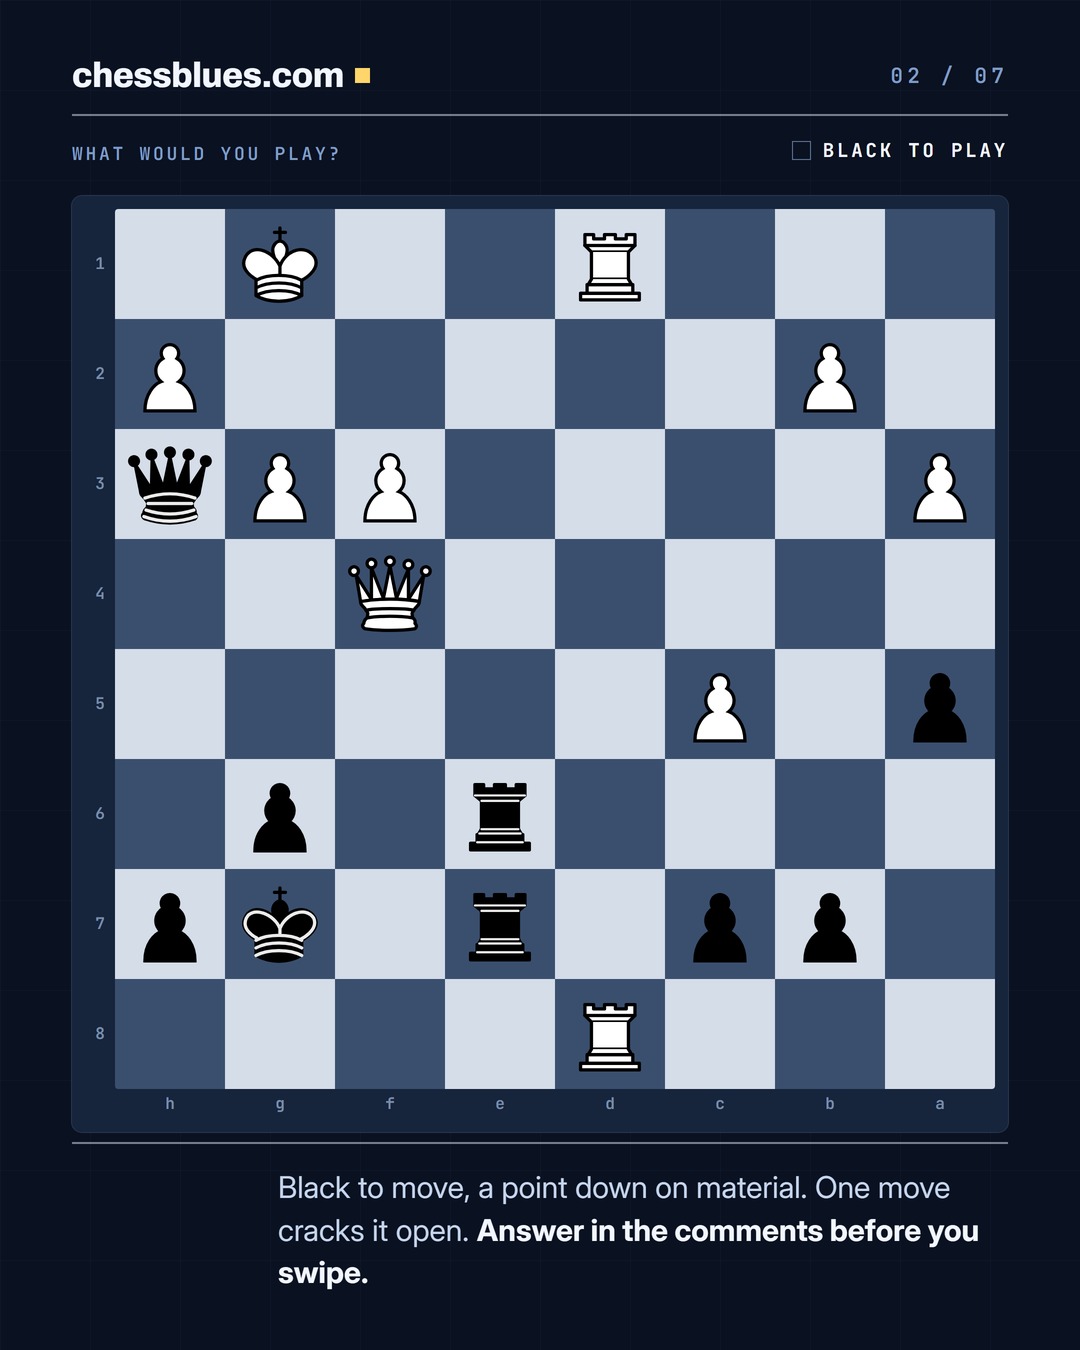 chessblues.com
02 / 07
WHAT WOULD YOU PLAY?
BLACK TO PLAY
1
2
3
4
5
6
7
8
h g f e d c b a
Black to move, a point down on material. One move
cracks it open. Answer in the comments before you
swipe.